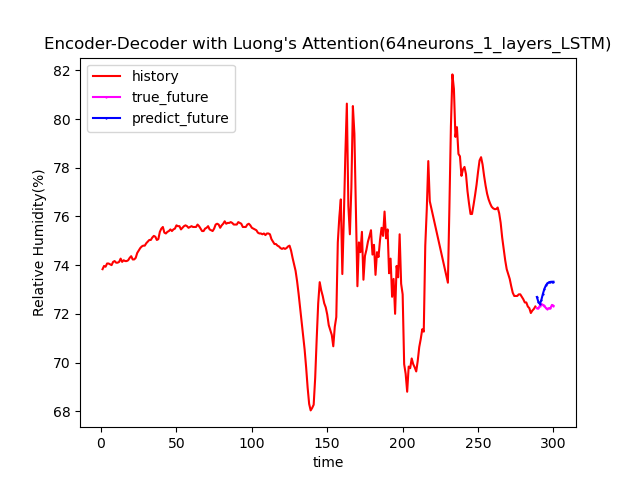 Encoder-Decoder with Luong's Attention(64neurons_1_layers_LSTM)
history
true_future
predict_future
82
80
78
76
74
72
70
68
Relative Humidity(%)
0 50 100 150 200 250 300
time